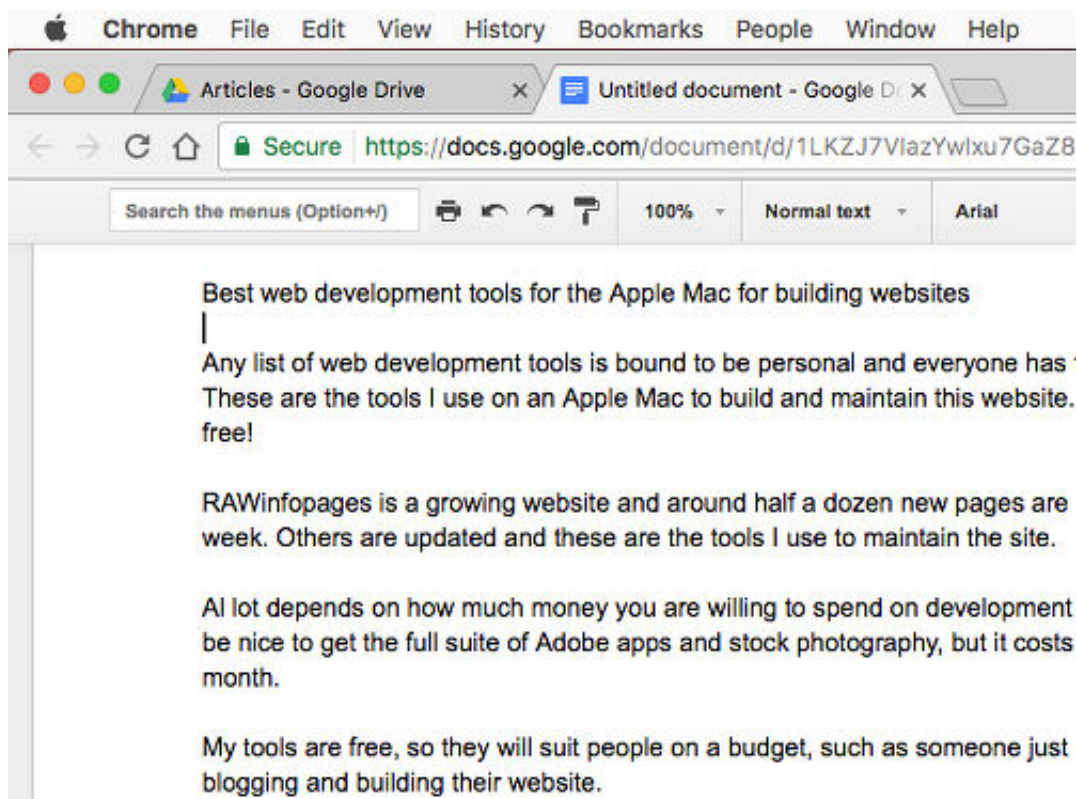 Chrome File Edit View History Bookmarks People Window Help
Articles - Google Drive × Untitled document - Google D ×
Secure https://docs.google.com/document/d/1LKZJ7VlazYwlxu7GaZ8
Search the menus (Option+/) 100% Normal text Arial
Best web development tools for the Apple Mac for building websites
Any list of web development tools is bound to be personal and everyone has
These are the tools I use on an Apple Mac to build and maintain this website.
free!
RAWinfopages is a growing website and around half a dozen new pages are
week. Others are updated and these are the tools I use to maintain the site.
Al lot depends on how much money you are willing to spend on development
be nice to get the full suite of Adobe apps and stock photography, but it costs
month.
My tools are free, so they will suit people on a budget, such as someone just
blogging and building their website.